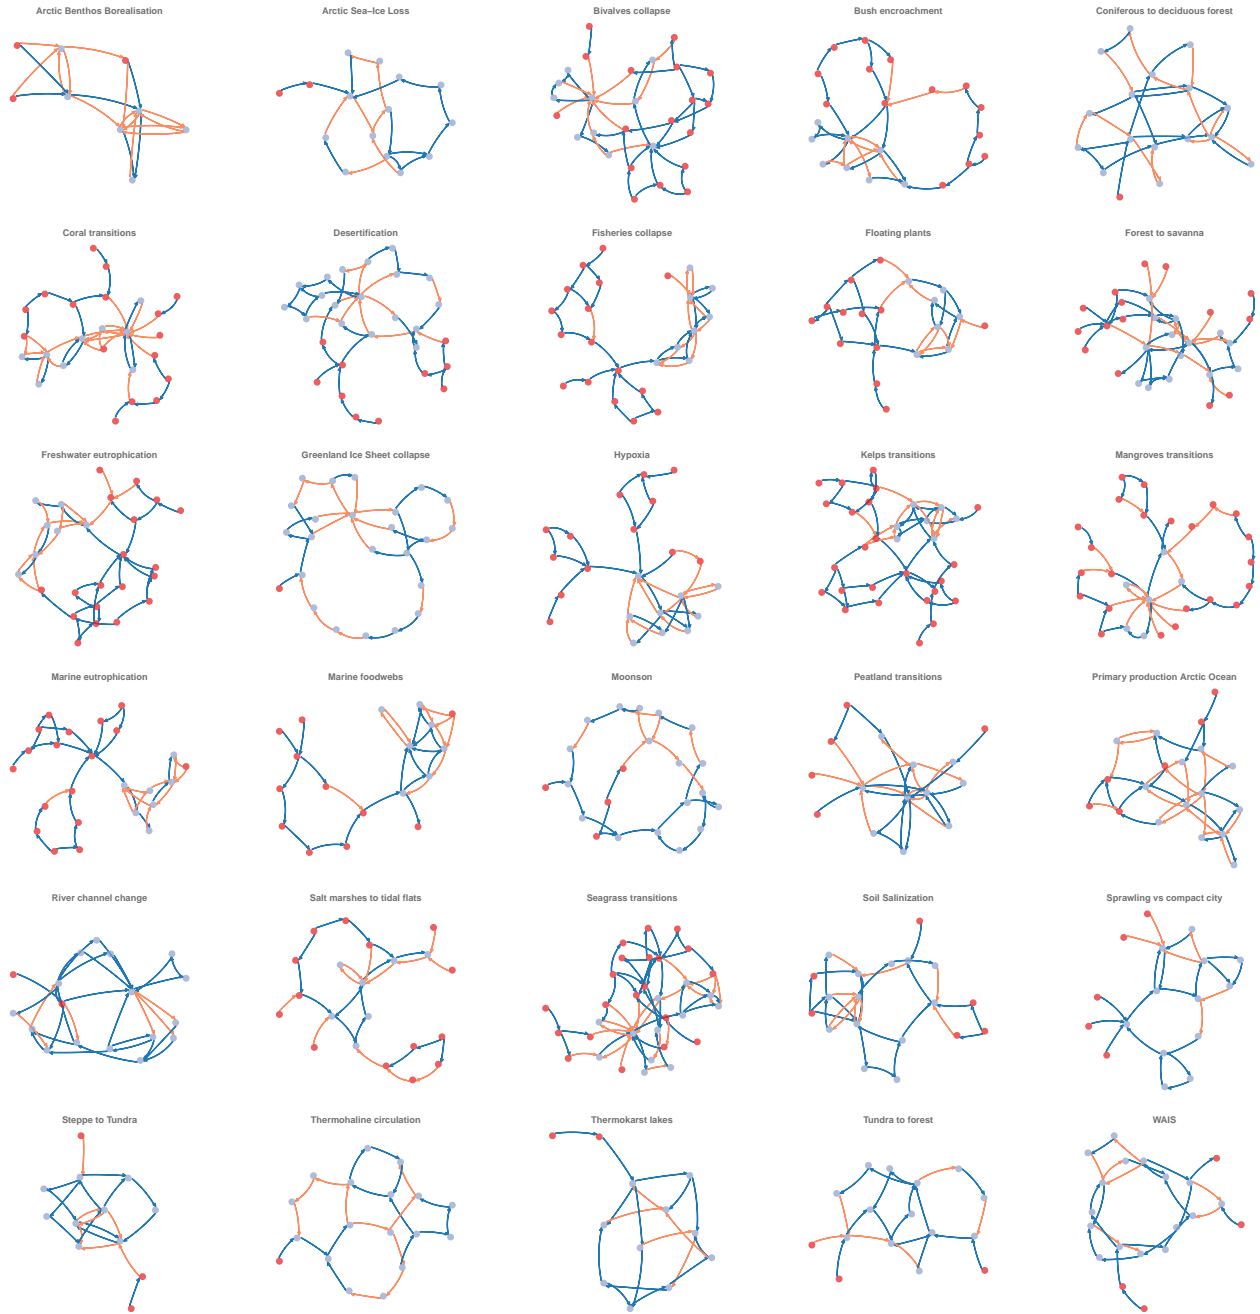 Arctic Benthos Borealisation
Arctic Sea−Ice Loss
Bivalves collapse
Bush encroachment
Coniferous to deciduous forest
Coral transitions
Desertification
Fisheries collapse
Floating plants
Forest to savanna
Freshwater eutrophication
Greenland Ice Sheet collapse
Hypoxia
Kelps transitions
Mangroves transitions
Marine eutrophication
Marine foodwebs
Moonson
Peatland transitions
Primary production Arctic Ocean
River channel change
Salt marshes to tidal flats
Seagrass transitions
Soil Salinization
Sprawling vs compact city
Steppe to Tundra
Thermohaline circulation
Thermokarst lakes
Tundra to forest
WAIS